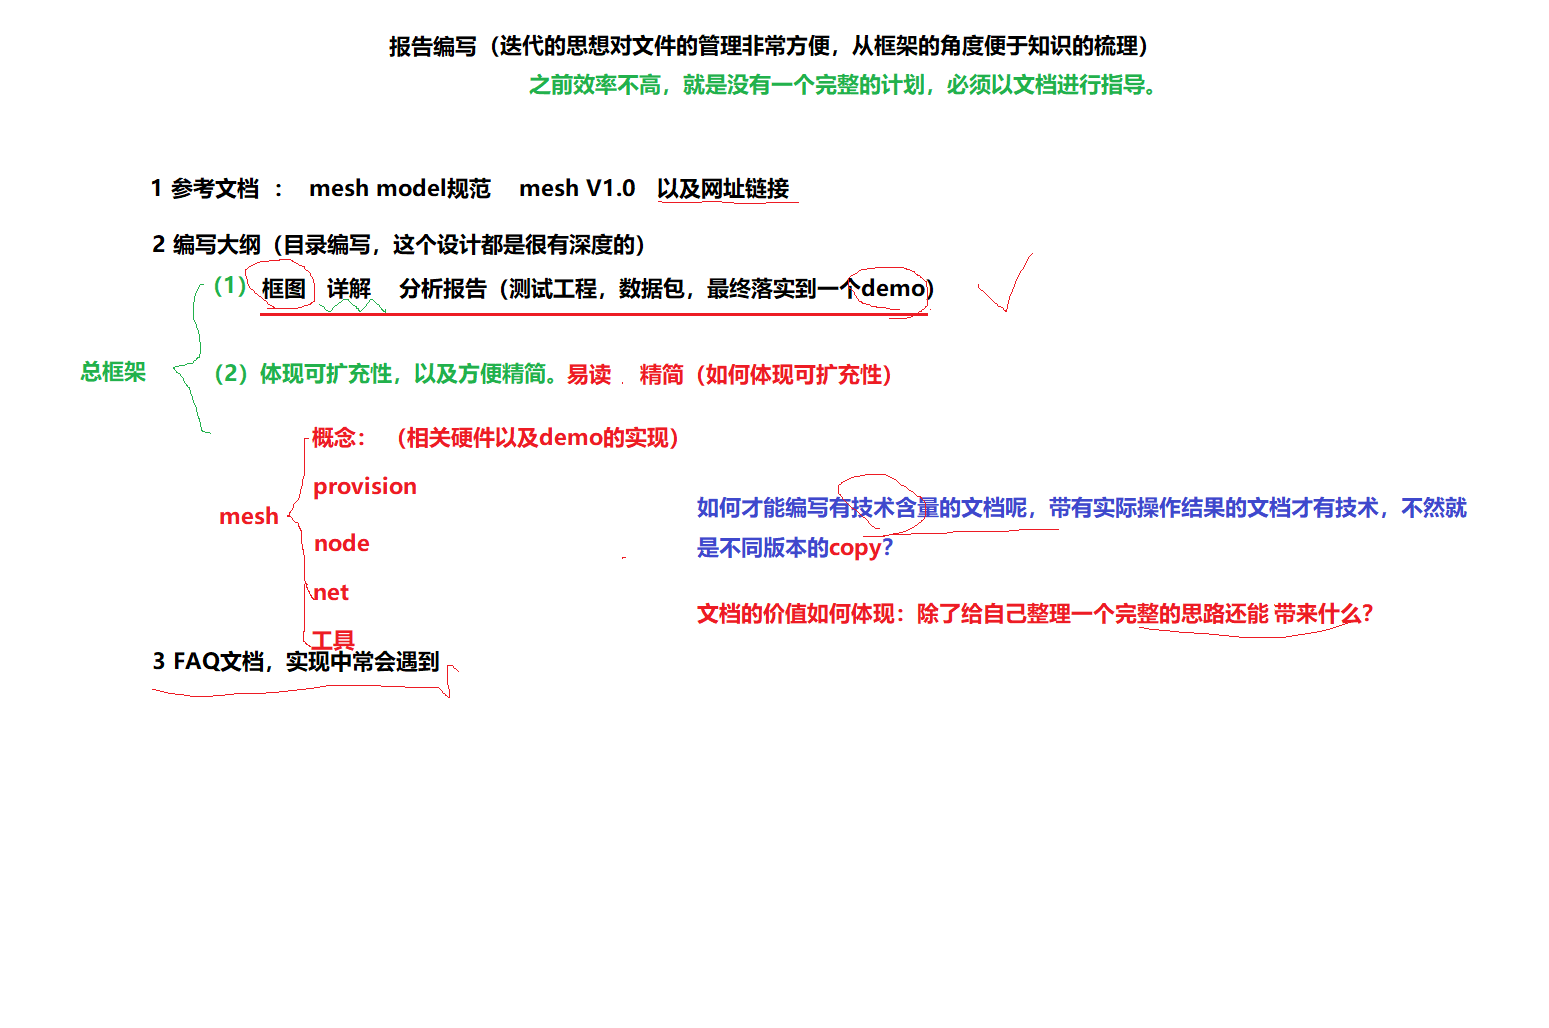 报告编写（迭代的思想对文件的管理非常方便，从框架的角度便于知识的梳理）
之前效率不高，就是没有一个完整的计划，必须以文档进行指导。
1 参考文档 ： mesh model规范 mesh V1.0 以及网址链接
2 编写大纲（目录编写，这个设计都是很有深度的）
（1） 框图 详解 分析报告（测试工程，数据包，最终落实到一个demo）
总框架
（2）体现可扩充性，以及方便精简。易读 . 精简（如何体现可扩充性）
概念： （相关硬件以及demo的实现）
provision
mesh
node
net
工具
如何才能编写有技术含量的文档呢，带有实际操作结果的文档才有技术，不然就
是不同版本的copy？
文档的价值如何体现：除了给自己整理一个完整的思路还能 带来什么？
3 FAQ文档，实现中常会遇到